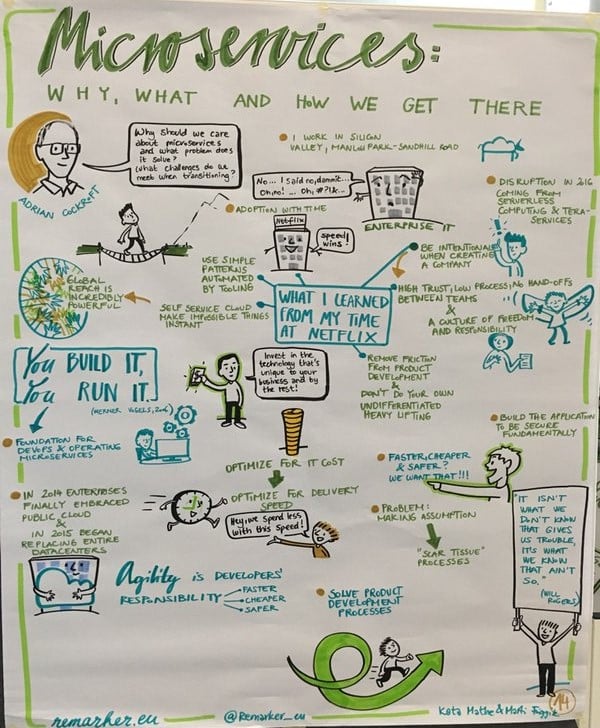 Microservices:
WHY, WHAT AND HOW WE GET THERE
Why should we care
about microservices
and what problem does
it solve?
What challenges do we
meet when transitioning?
ADRIAN COCKROFT
I WORK IN SILICON
VALLEY, MANLON PARK-SANDHILL ROAD
No... I said no, damnit...
Oh, no! ... Oh, #?!&...
ENTERPRISE IT
DISRUPTION IN 2016
COMING FROM
SERVERLESS
COMPUTING & TERA-
SERVICES
ADOPTION WITH TIME
Netflix
speed
wins!
BE INTENTIONAL
WHEN CREATING
A COMPANY
GLOBAL
REACH IS
INCREDIBLY
POWERFUL
USE SIMPLE
PATTERNS
AUTOMATED
BY TOOLING
SELF SERVICE CLOUD
MAKE IMPOSSIBLE THINGS
INSTANT
WHAT I LEARNED
FROM MY TIME
AT NETFLIX
HIGH TRUST, LOW PROCESS, NO HAND-OFFS
BETWEEN TEAMS
&
A CULTURE OF FREEDOM
AND RESPONSIBILITY
REMOVE FRICTION
FROM PRODUCT
DEVELOPMENT
&
DON'T DO YOUR OWN
UNDIFFERENTIATED
HEAVY LIFTING
You BUILD IT,
You RUN IT.
(WERNER VOGELS, 2006)
Invest in the
technology that's
unique to your
business and by
the rest!
FOUNDATION FOR
DEVOPS & OPERATING
MICROSERVICES
OPTIMIZE FOR IT COST
OPTIMIZE FOR DELIVERY
SPEED
Hey, we spend less
with this speed!
BUILD THE APPLICATION
TO BE SECURE
FUNDAMENTALLY
FASTER, CHEAPER
& SAFER?
WE WANT THAT!!!
PROBLEM:
MAKING ASSUMPTION
"SCAR TISSUE"
PROCESSES
"IT ISN'T
WHAT WE
DON'T KNOW
THAT GIVES
US TROUBLE,
IT'S WHAT
WE KNOW
THAT AIN'T
SO."
(WILL
ROGERS)
IN 2014 ENTERPRISES
FINALLY EMBRACED
PUBLIC CLOUD
&
IN 2015 BEGAN
REPLACING ENTIRE
DATACENTERS
Agility IS DEVELOPERS'
RESPONSIBILITY
FASTER
CHEAPER
SAFER
SOLVE PRODUCT
DEVELOPMENT
PROCESSES
remarker.eu
@Remarker_eu
Kata Mathe & Marti
14